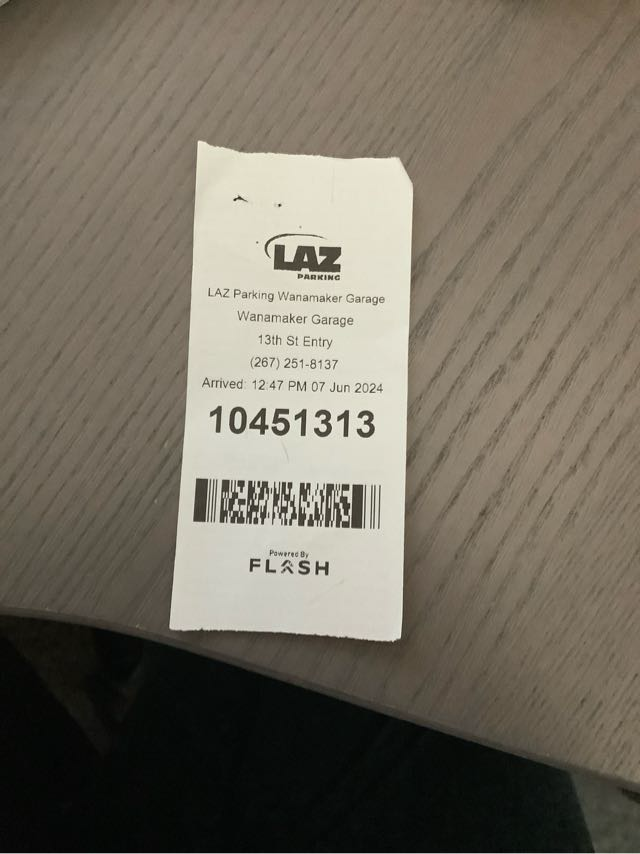 LAZ
PARKING
LAZ Parking Wanamaker Garage
Wanamaker Garage
13th St Entry
(267) 251-8137
Arrived: 12:47 PM 07 Jun 2024
10451313
Powered By
FLASH